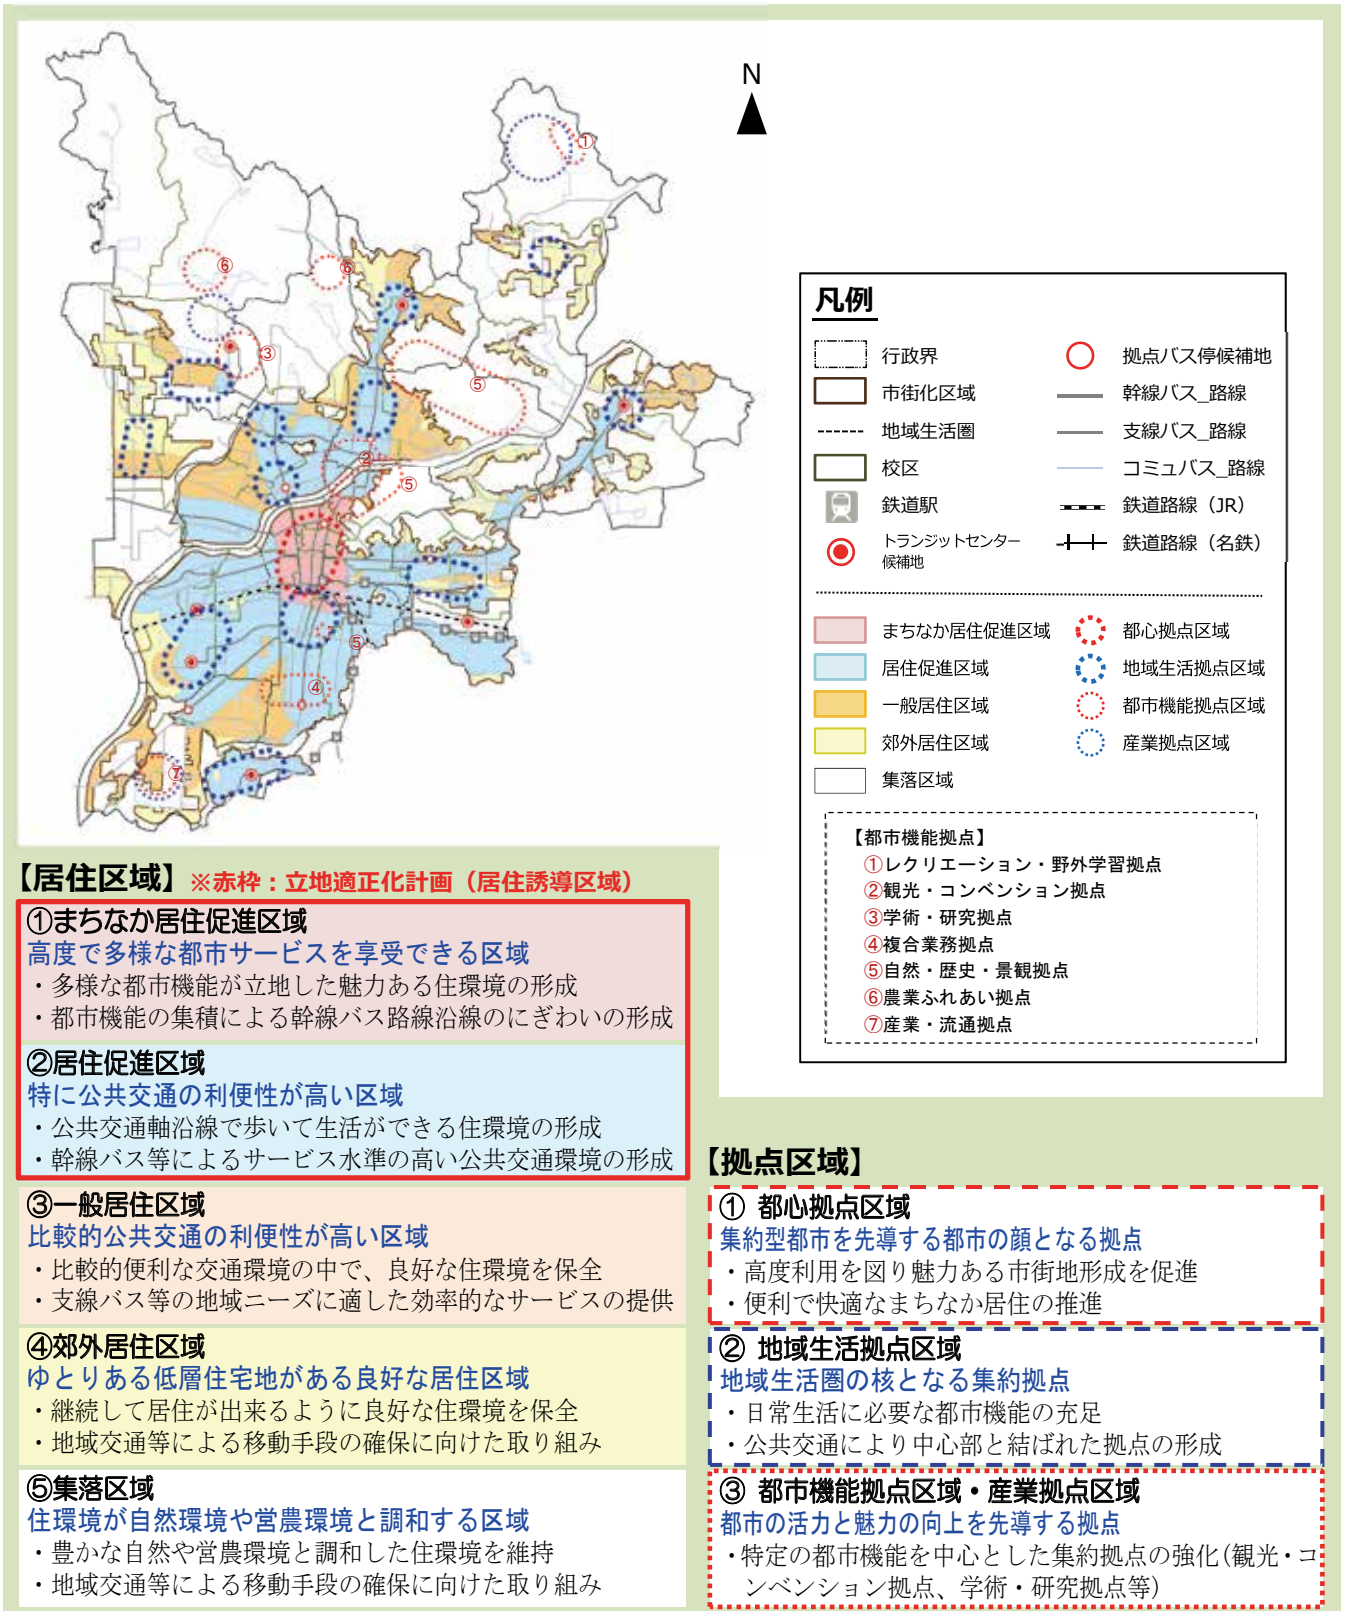 N
①
⑥
⑥
③
⑤
②
⑤
⑤
④
⑦
凡例
行政界
市街化区域
地域生活圏
校区
鉄道駅
トランジットセンター
候補地
拠点バス停候補地
幹線バス_路線
支線バス_路線
コミュバス_路線
鉄道路線（JR）
鉄道路線（名鉄）
まちなか居住促進区域
居住促進区域
一般居住区域
郊外居住区域
集落区域
都心拠点区域
地域生活拠点区域
都市機能拠点区域
産業拠点区域
【都市機能拠点】
①レクリエーション・野外学習拠点
②観光・コンベンション拠点
③学術・研究拠点
④複合業務拠点
⑤自然・歴史・景観拠点
⑥農業ふれあい拠点
⑦産業・流通拠点
【居住区域】※赤枠：立地適正化計画（居住誘導区域）
①まちなか居住促進区域
高度で多様な都市サービスを享受できる区域
・多様な都市機能が立地した魅力ある住環境の形成
・都市機能の集積による幹線バス路線沿線のにぎわいの形成
②居住促進区域
特に公共交通の利便性が高い区域
・公共交通軸沿線で歩いて生活ができる住環境の形成
・幹線バス等によるサービス水準の高い公共交通環境の形成
③一般居住区域
比較的公共交通の利便性が高い区域
・比較的便利な交通環境の中で、良好な住環境を保全
・支線バス等の地域ニーズに適した効率的なサービスの提供
④郊外居住区域
ゆとりある低層住宅地がある良好な居住区域
・継続して居住が出来るように良好な住環境を保全
・地域交通等による移動手段の確保に向けた取り組み
⑤集落区域
住環境が自然環境や営農環境と調和する区域
・豊かな自然や営農環境と調和した住環境を維持
・地域交通等による移動手段の確保に向けた取り組み
【拠点区域】
① 都心拠点区域
集約型都市を先導する都市の顔となる拠点
・高度利用を図り魅力ある市街地形成を促進
・便利で快適なまちなか居住の推進
② 地域生活拠点区域
地域生活圏の核となる集約拠点
・日常生活に必要な都市機能の充足
・公共交通により中心部と結ばれた拠点の形成
③ 都市機能拠点区域・産業拠点区域
都市の活力と魅力の向上を先導する拠点
・特定の都市機能を中心とした集約拠点の強化(観光・コ
ンベンション拠点、学術・研究拠点等)